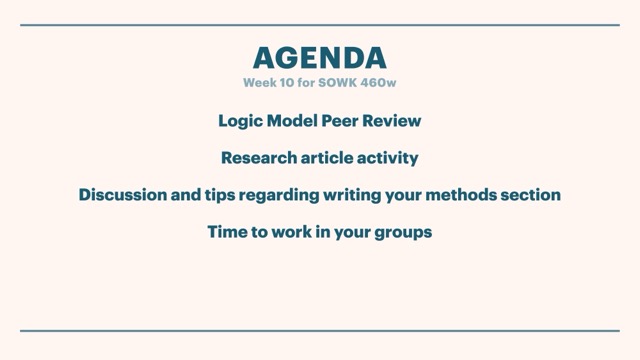 AGENDA
Week 10 for SOWK 460w
Logic Model Peer Review
Research article activity
Discussion and tips regarding writing your methods section
Time to work in your groups